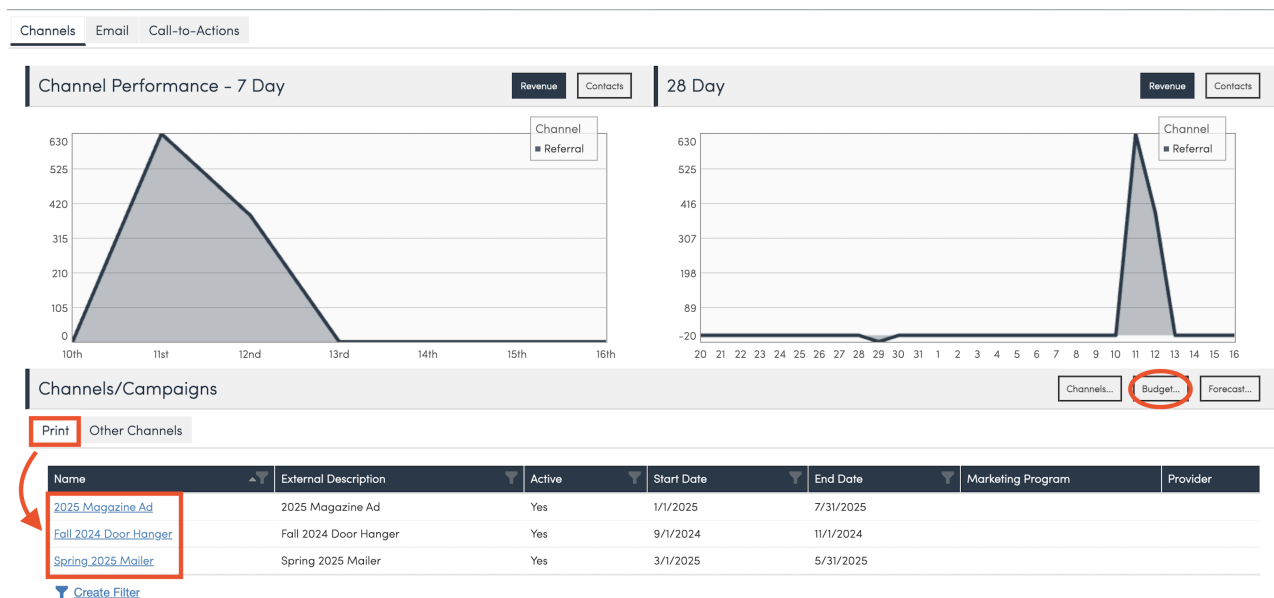 Channels Email Call-to-Actions
Channel Performance - 7 Day Revenue Contacts
630
525
420
315
210
105
0
10th 11st 12nd 13rd 14th 15th 16th
Channel
Referral
28 Day Revenue Contacts
630
525
416
307
198
89
-20
20 21 22 23 24 25 26 27 28 29 30 31 1 2 3 4 5 6 7 8 9 10 11 12 13 14 15 16
Channel
Referral
Channels/Campaigns Channels... Budget... Forecast...
Print Other Channels
Name External Description Active Start Date End Date Marketing Program Provider
2025 Magazine Ad 2025 Magazine Ad Yes 1/1/2025 7/31/2025
Fall 2024 Door Hanger Fall 2024 Door Hanger Yes 9/1/2024 11/1/2024
Spring 2025 Mailer Spring 2025 Mailer Yes 3/1/2025 5/31/2025
Create Filter